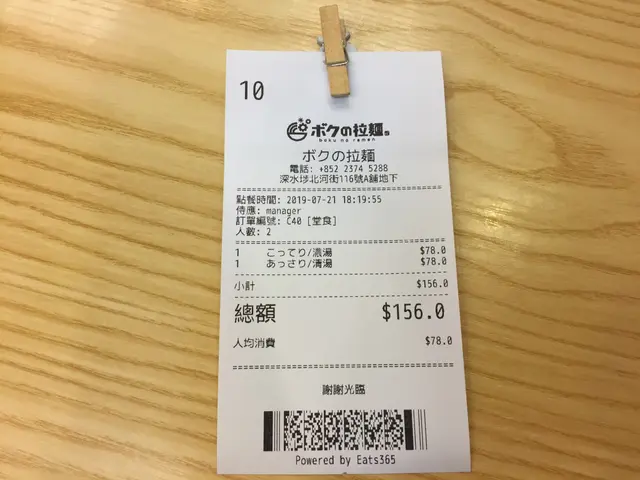 10
ボクの拉麺。
boku no ramen
ボクの拉麺
電話: +852 2374 5288
深水埗北河街116號A舖地下
點餐時間: 2019-07-21 18:19:55
侍應: manager
訂單編號: C40 [堂食]
人數: 2
1 こってり/濃湯 $78.0
1 あっさり/清湯 $78.0
小計 $156.0
總額 $156.0
人均消費 $78.0
謝謝光臨
Powered by Eats365